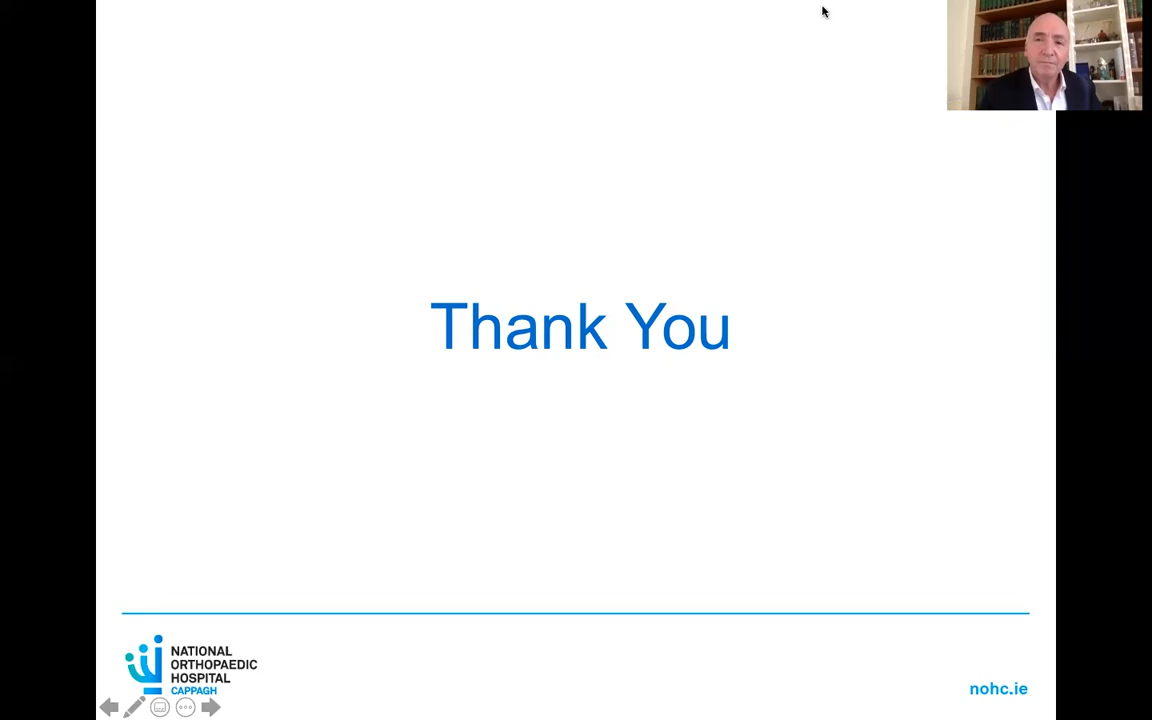 Thank You
NATIONAL
ORTHOPAEDIC
HOSPITAL
CAPPAGH
nohc.ie